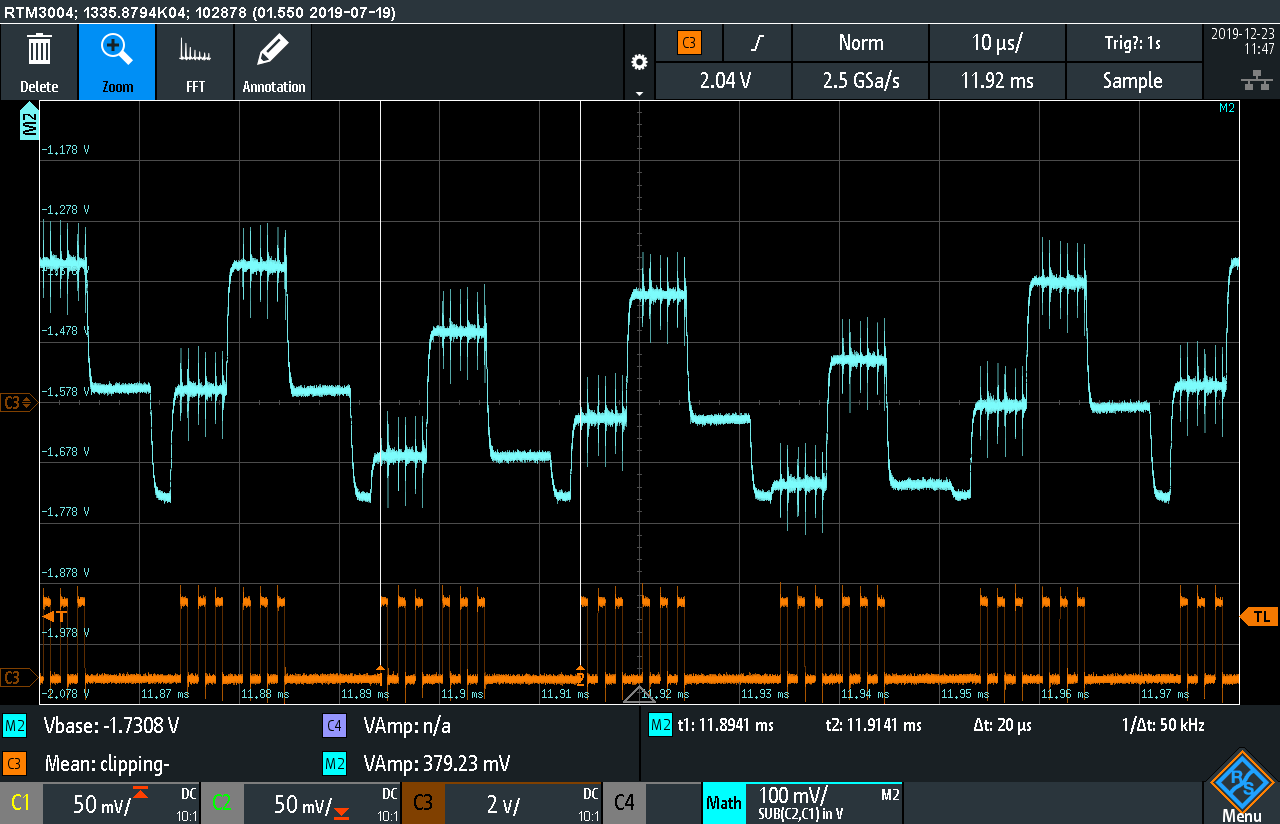 RTM3004; 1335.8794K04; 102878 (01.550 2019-07-19)
Delete
Zoom
FFT
Annotation
C3
Norm
10 µs/
Trig?: 1s
2.04 V
2.5 GSa/s
11.92 ms
Sample
2019-12-23
11:47
M2
M2
-1.178 V
-1.278 V
-1.478 V
C3
-1.578 V
-1.678 V
-1.778 V
-1.878 V
T
TL
-1.978 V
C3
-2.078 V
11.87 ms
11.88 ms
11.89 ms
11.9 ms
11.91 ms
2
11.92 ms
11.93 ms
11.94 ms
11.95 ms
11.96 ms
11.97 ms
M2 Vbase: -1.7308 V
C4 VAmp: n/a
M2 t1: 11.8941 ms t2: 11.9141 ms Δt: 20 µs 1/Δt: 50 kHz
C3 Mean: clipping-
M2 VAmp: 379.23 mV
C1 50 mV/ DC 10:1
C2 50 mV/ DC 10:1
C3 2 V/ DC 10:1
C4
Math 100 mV/ M2
SUB(C2,C1) in V
R S
Menu